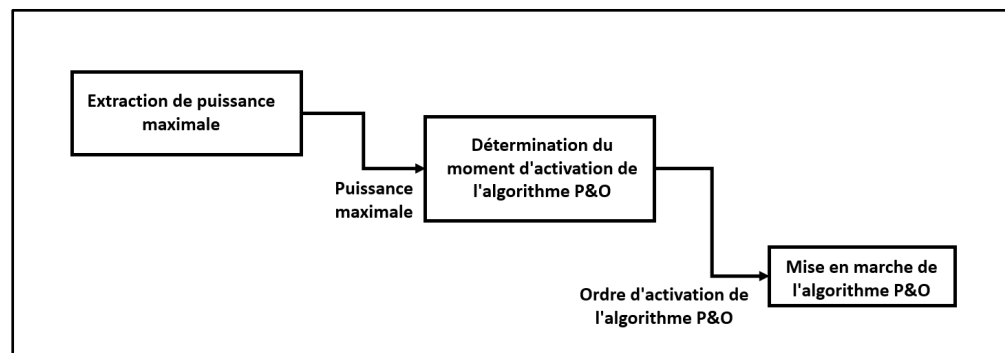 Extraction de puissance
maximale
Puissance
maximale
Détermination du
moment d'activation de
l'algorithme P&O
Ordre d'activation de
l'algorithme P&O
Mise en marche de
l'algorithme P&O